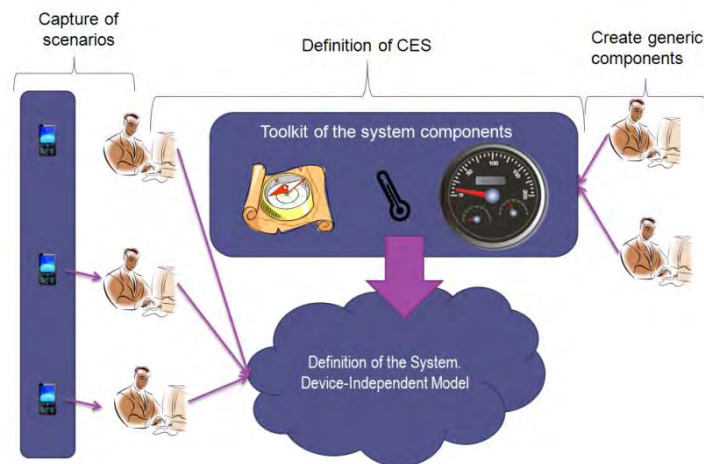 Capture of
scenarios
Definition of CES
Create generic
components
Toolkit of the system components
Definition of the System.
Device-Independent Model